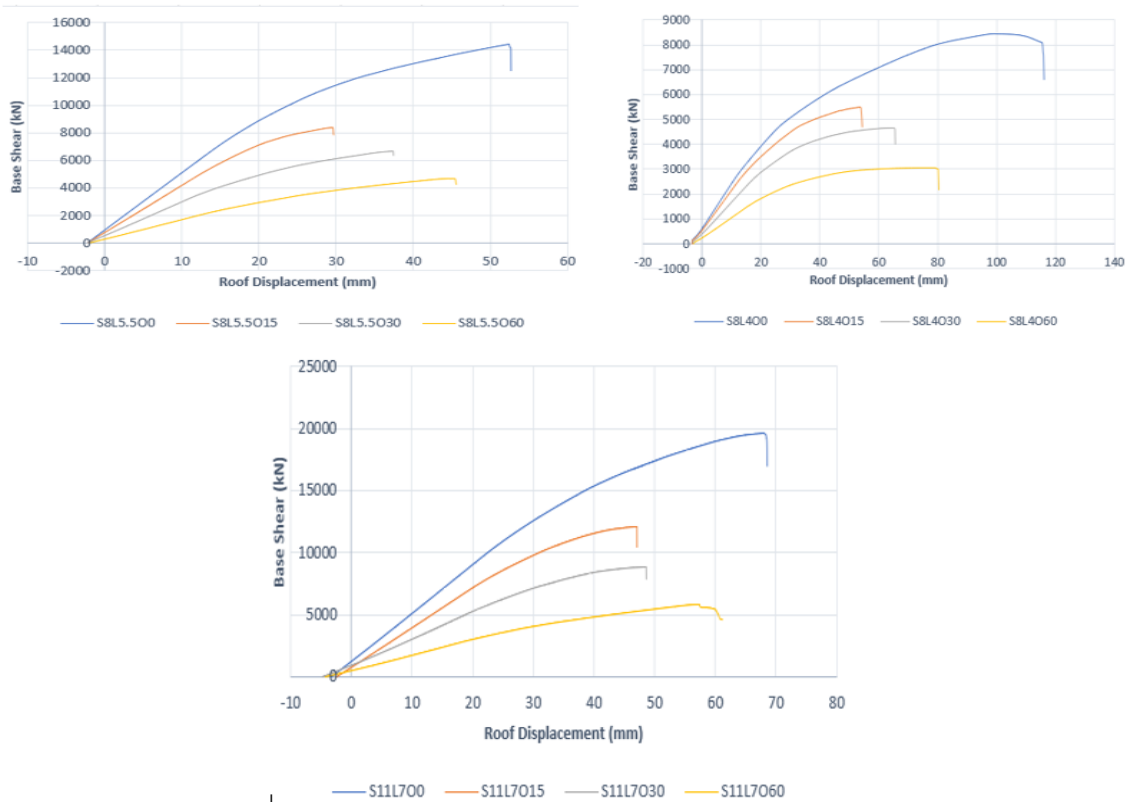 16000
14000
12000
10000
8000
6000
4000
2000
0
-2000
-10 0 10 20 30 40 50 60
Base Shear (kN)
Roof Displacement (mm)
S8L5.5O0 S8L5.5O15 S8L5.5O30 S8L5.5O60
9000
8000
7000
6000
5000
4000
3000
2000
1000
0
-1000
-20 0 20 40 60 80 100 120 140
Base Shear (kN)
Roof Displacement (mm)
S8L4O0 S8L4O15 S8L4O30 S8L4O60
25000
20000
15000
10000
5000
0
-10 0 10 20 30 40 50 60 70 80
Base Shear (kN)
Roof Displacement (mm)
S11L7O0 S11L7O15 S11L7O30 S11L7O60